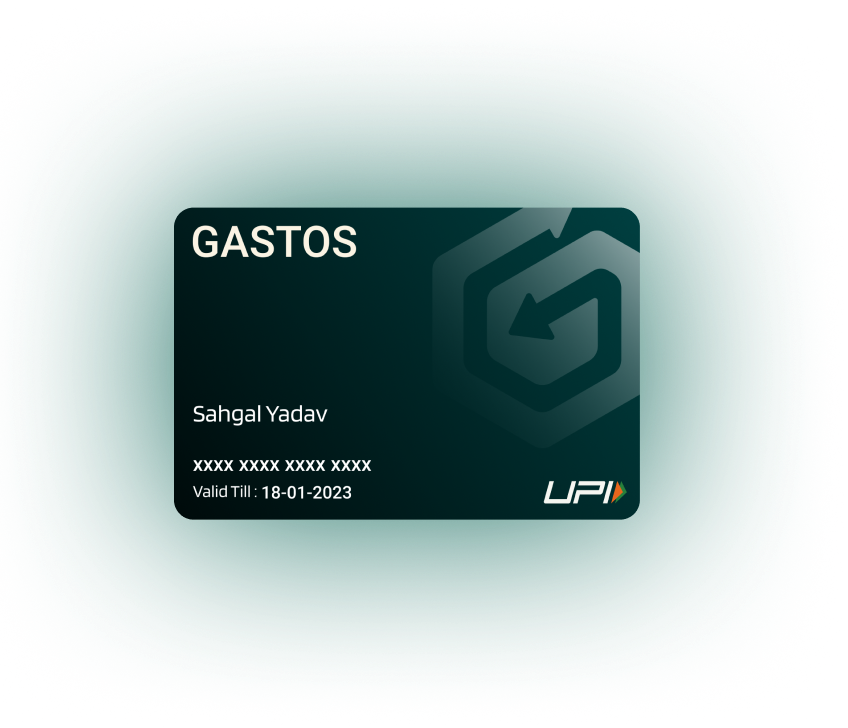 GASTOS
Sahgal Yadav
xxxx xxxx xxxx xxxx
Valid Till : 18-01-2023
UPI